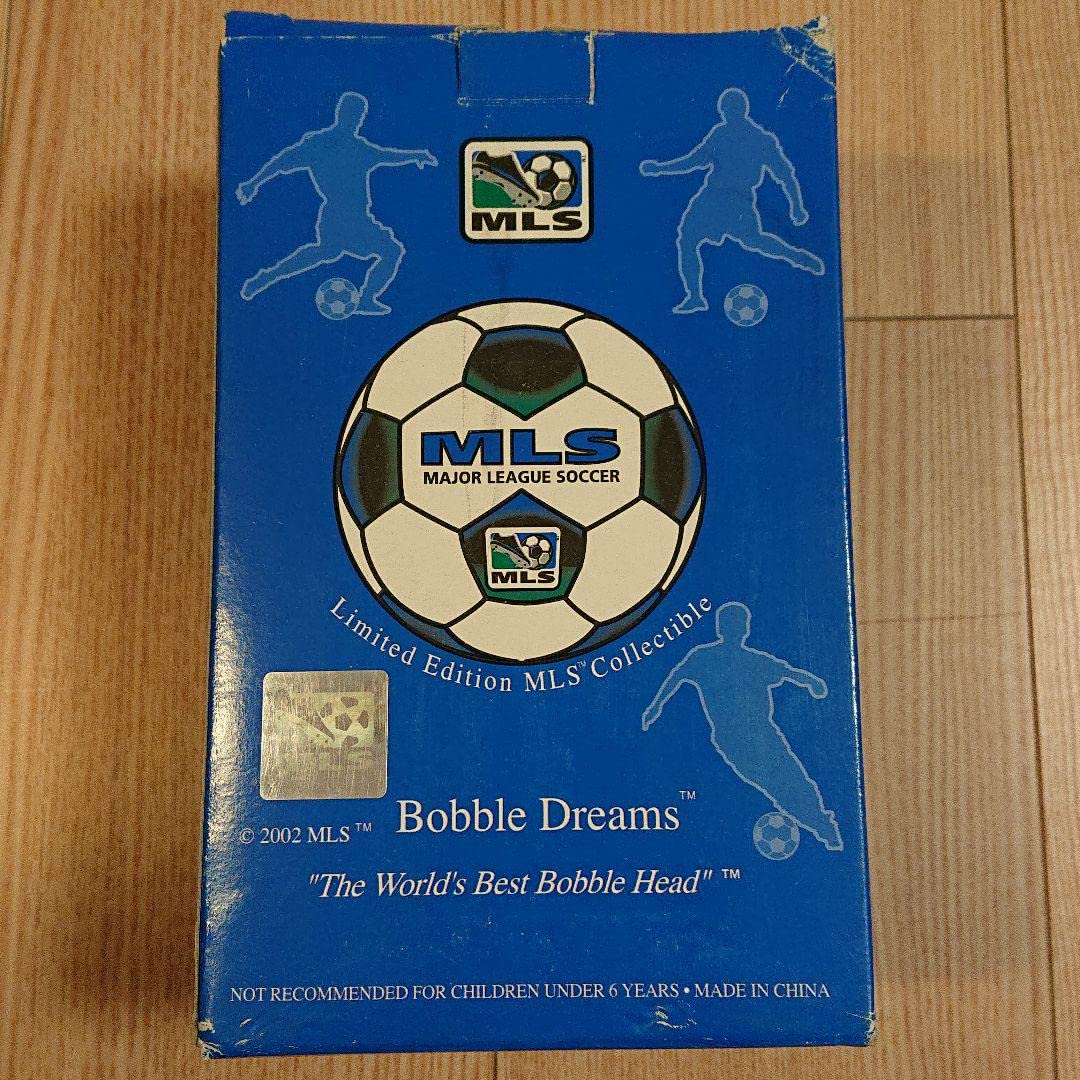 MLS
MLS
MAJOR LEAGUE SOCCER
MLS
Limited Edition MLS™ Collectible
© 2002 MLS™
Bobble Dreams™
"The World's Best Bobble Head" ™
NOT RECOMMENDED FOR CHILDREN UNDER 6 YEARS • MADE IN CHINA